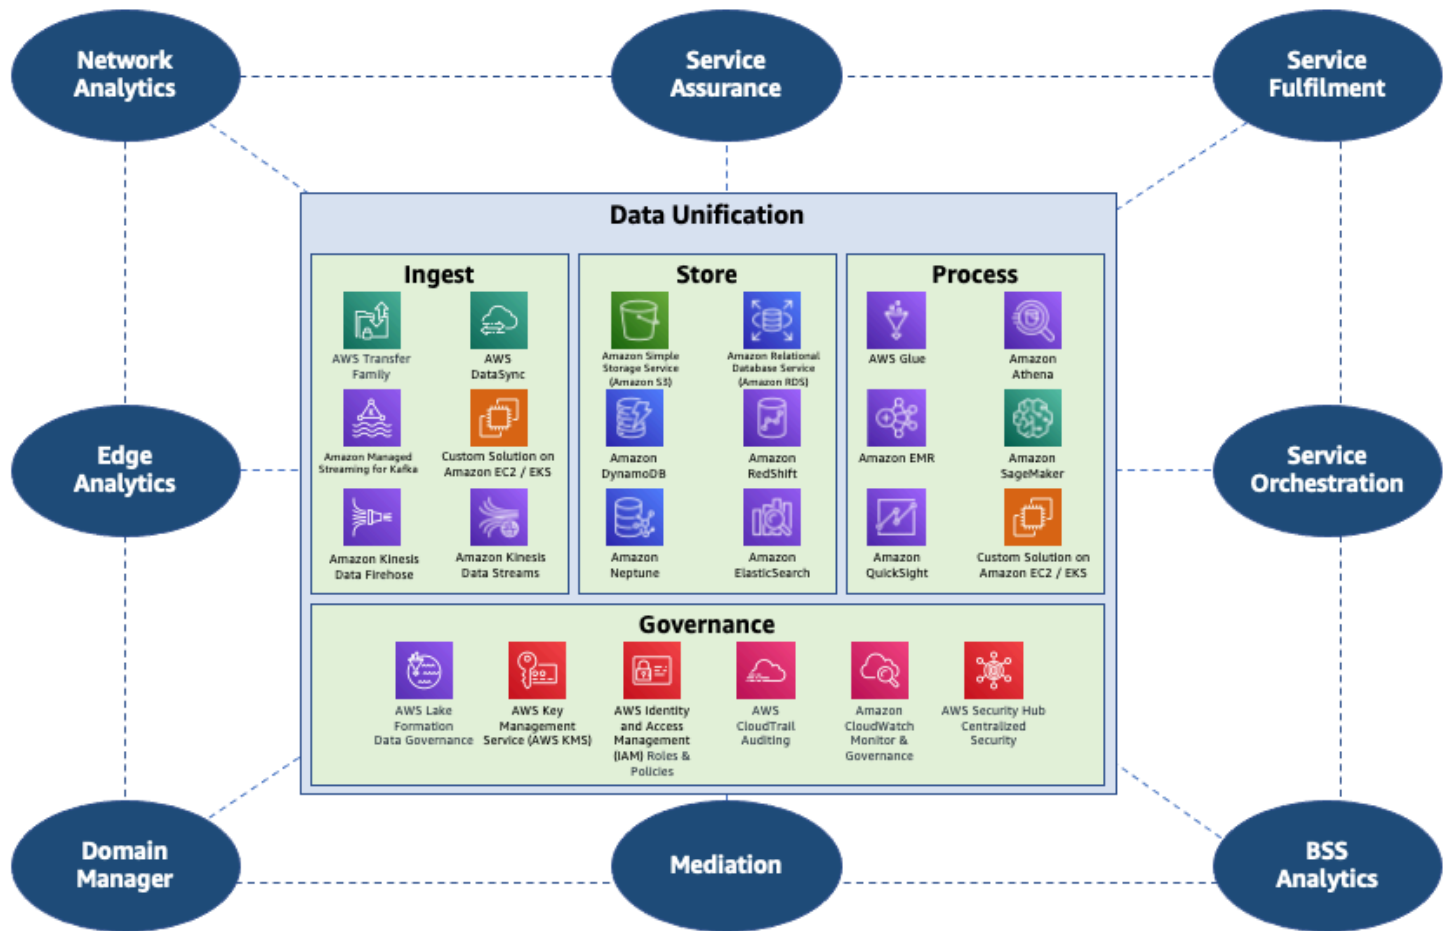 Network
Analytics
Service
Assurance
Service
Fulfilment
Data Unification
Ingest
AWS Transfer
Family
AWS
DataSync
Amazon Managed
Streaming for Kafka
Custom Solution on
Amazon EC2 / EKS
Amazon Kinesis
Data Firehose
Amazon Kinesis
Data Streams
Store
Amazon Simple
Storage Service
(Amazon S3)
Amazon Relational
Database Service
(Amazon RDS)
Amazon
DynamoDB
Amazon
RedShift
Amazon
Neptune
Amazon
ElasticSearch
Process
AWS Glue
Amazon
Athena
Amazon EMR
Amazon
SageMaker
Amazon
QuickSight
Custom Solution on
Amazon EC2 / EKS
Edge
Analytics
Service
Orchestration
Governance
AWS Lake
Formation
Data Governance
AWS Key
Management
Service (AWS KMS)
AWS Identity
and Access
Management
(IAM) Roles &
Policies
AWS
CloudTrail
Auditing
Amazon
CloudWatch
Monitor &
Governance
AWS Security Hub
Centralized
Security
Domain
Manager
Mediation
BSS
Analytics